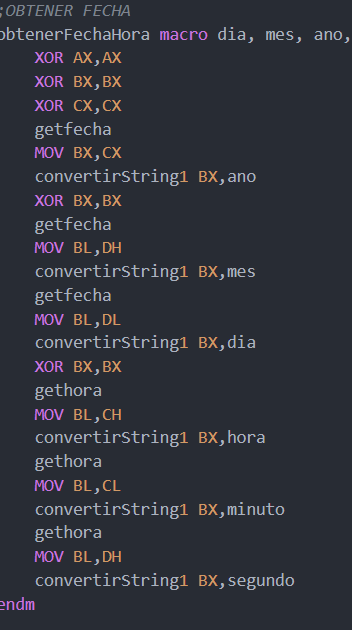 ;OBTENER FECHA
obtenerFechaHora macro dia, mes, ano,
XOR AX,AX
XOR BX,BX
XOR CX,CX
getfecha
MOV BX,CX
convertirString1 BX,ano
XOR BX,BX
getfecha
MOV BL,DH
convertirString1 BX,mes
getfecha
MOV BL,DL
convertirString1 BX,dia
XOR BX,BX
gethora
MOV BL,CH
convertirString1 BX,hora
gethora
MOV BL,CL
convertirString1 BX,minuto
gethora
MOV BL,DH
convertirString1 BX,segundo
endm